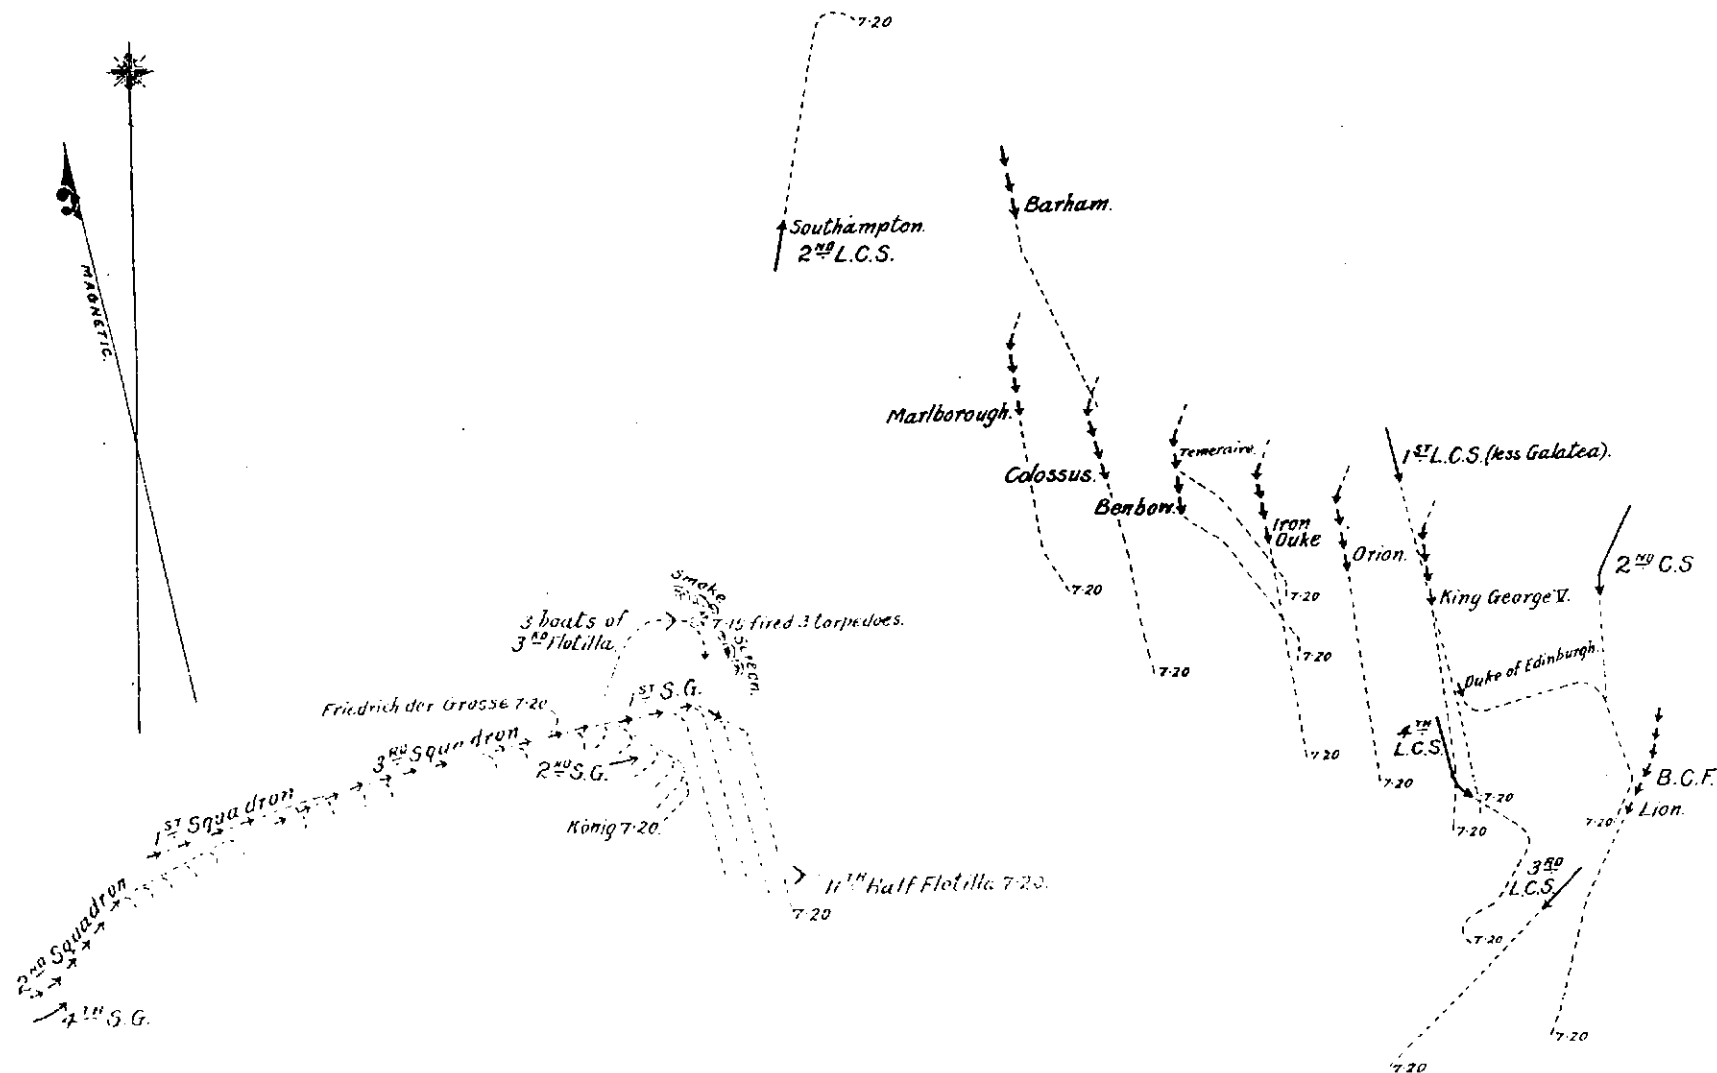 7·20
MAGNETIC.
Southampton.
2ND L.C.S.
Barham.
Marlborough.
Colossus.
Temeraire.
Benbow.
Iron
Duke
Orion.
1ST L.C.S. (less Galatea).
King George V.
2ND C.S
Duke of Edinburgh.
4TH
L.C.S.
B.C.F.
Lion.
3RD
L.C.S.
7·20
7·20
7·20
7·20
7·20
7·20
7·20
7·20
7·20
7·20
7·20
7·20
Smoke
Screen.
3 boats of
3RD Flotilla
7·15 fired 3 torpedoes.
1ST S.G.
Friedrich der Grosse 7·20
3RD Squadron
2ND S.G.
König 7·20.
1ST Squadron
11TH Half Flotilla 7·20.
7·20
2ND Squadron
4TH S.G.